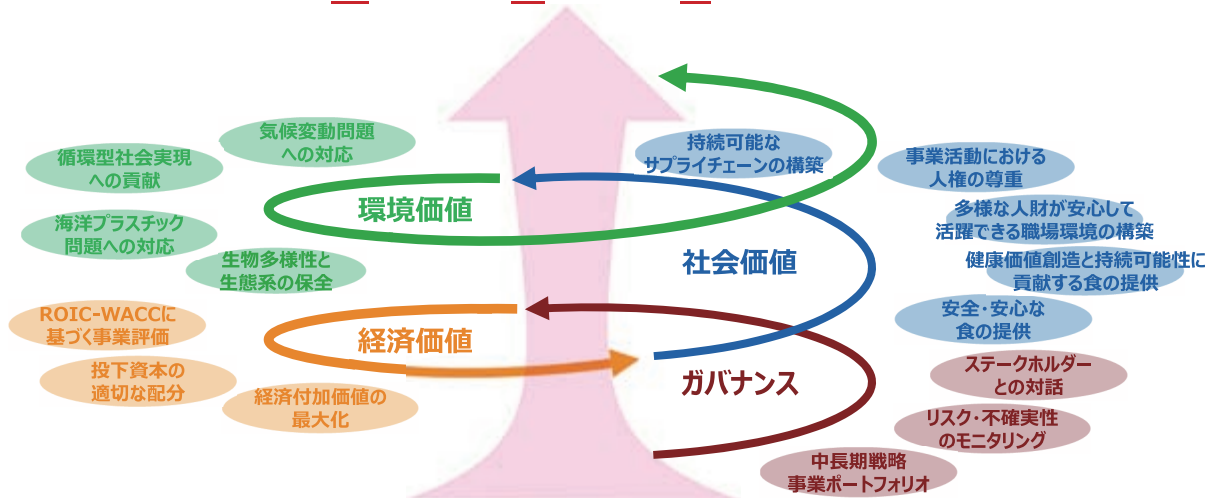 気候変動問題
への対応
循環型社会実現
への貢献
環境価値
海洋プラスチック
問題への対応
生物多様性と
生態系の保全
持続可能な
サプライチェーンの構築
事業活動における
人権の尊重
多様な人財が安心して
活躍できる職場環境の構築
社会価値
健康価値創造と持続可能性に
貢献する食の提供
安全・安心な
食の提供
ROIC-WACCに
基づく事業評価
経済価値
投下資本の
適切な配分
経済付加価値の
最大化
ガバナンス
ステークホルダー
との対話
リスク・不確実性
のモニタリング
中長期戦略
事業ポートフォリオ